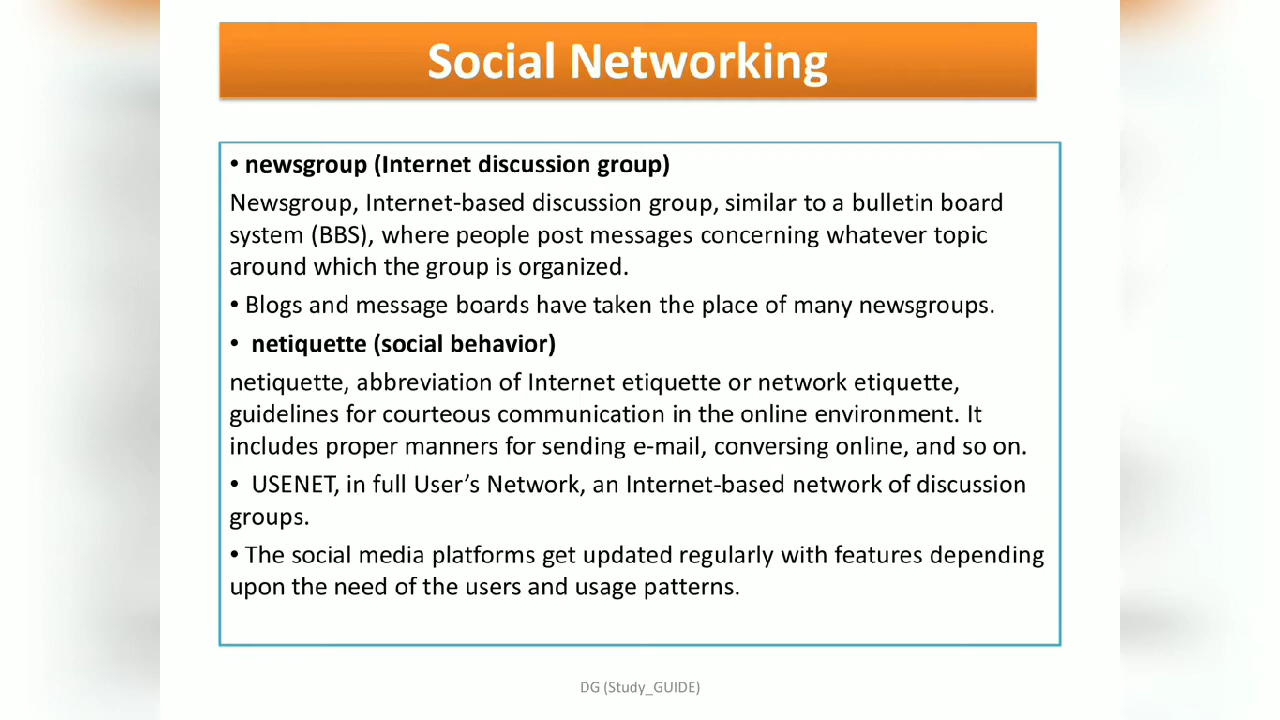 Social Networking
• newsgroup (Internet discussion group)
Newsgroup, Internet-based discussion group, similar to a bulletin board
system (BBS), where people post messages concerning whatever topic
around which the group is organized.
• Blogs and message boards have taken the place of many newsgroups.
• netiquette (social behavior)
netiquette, abbreviation of Internet etiquette or network etiquette,
guidelines for courteous communication in the online environment. It
includes proper manners for sending e-mail, conversing online, and so on.
• USENET, in full User’s Network, an Internet-based network of discussion
groups.
• The social media platforms get updated regularly with features depending
upon the need of the users and usage patterns.
DG (Study_GUIDE)